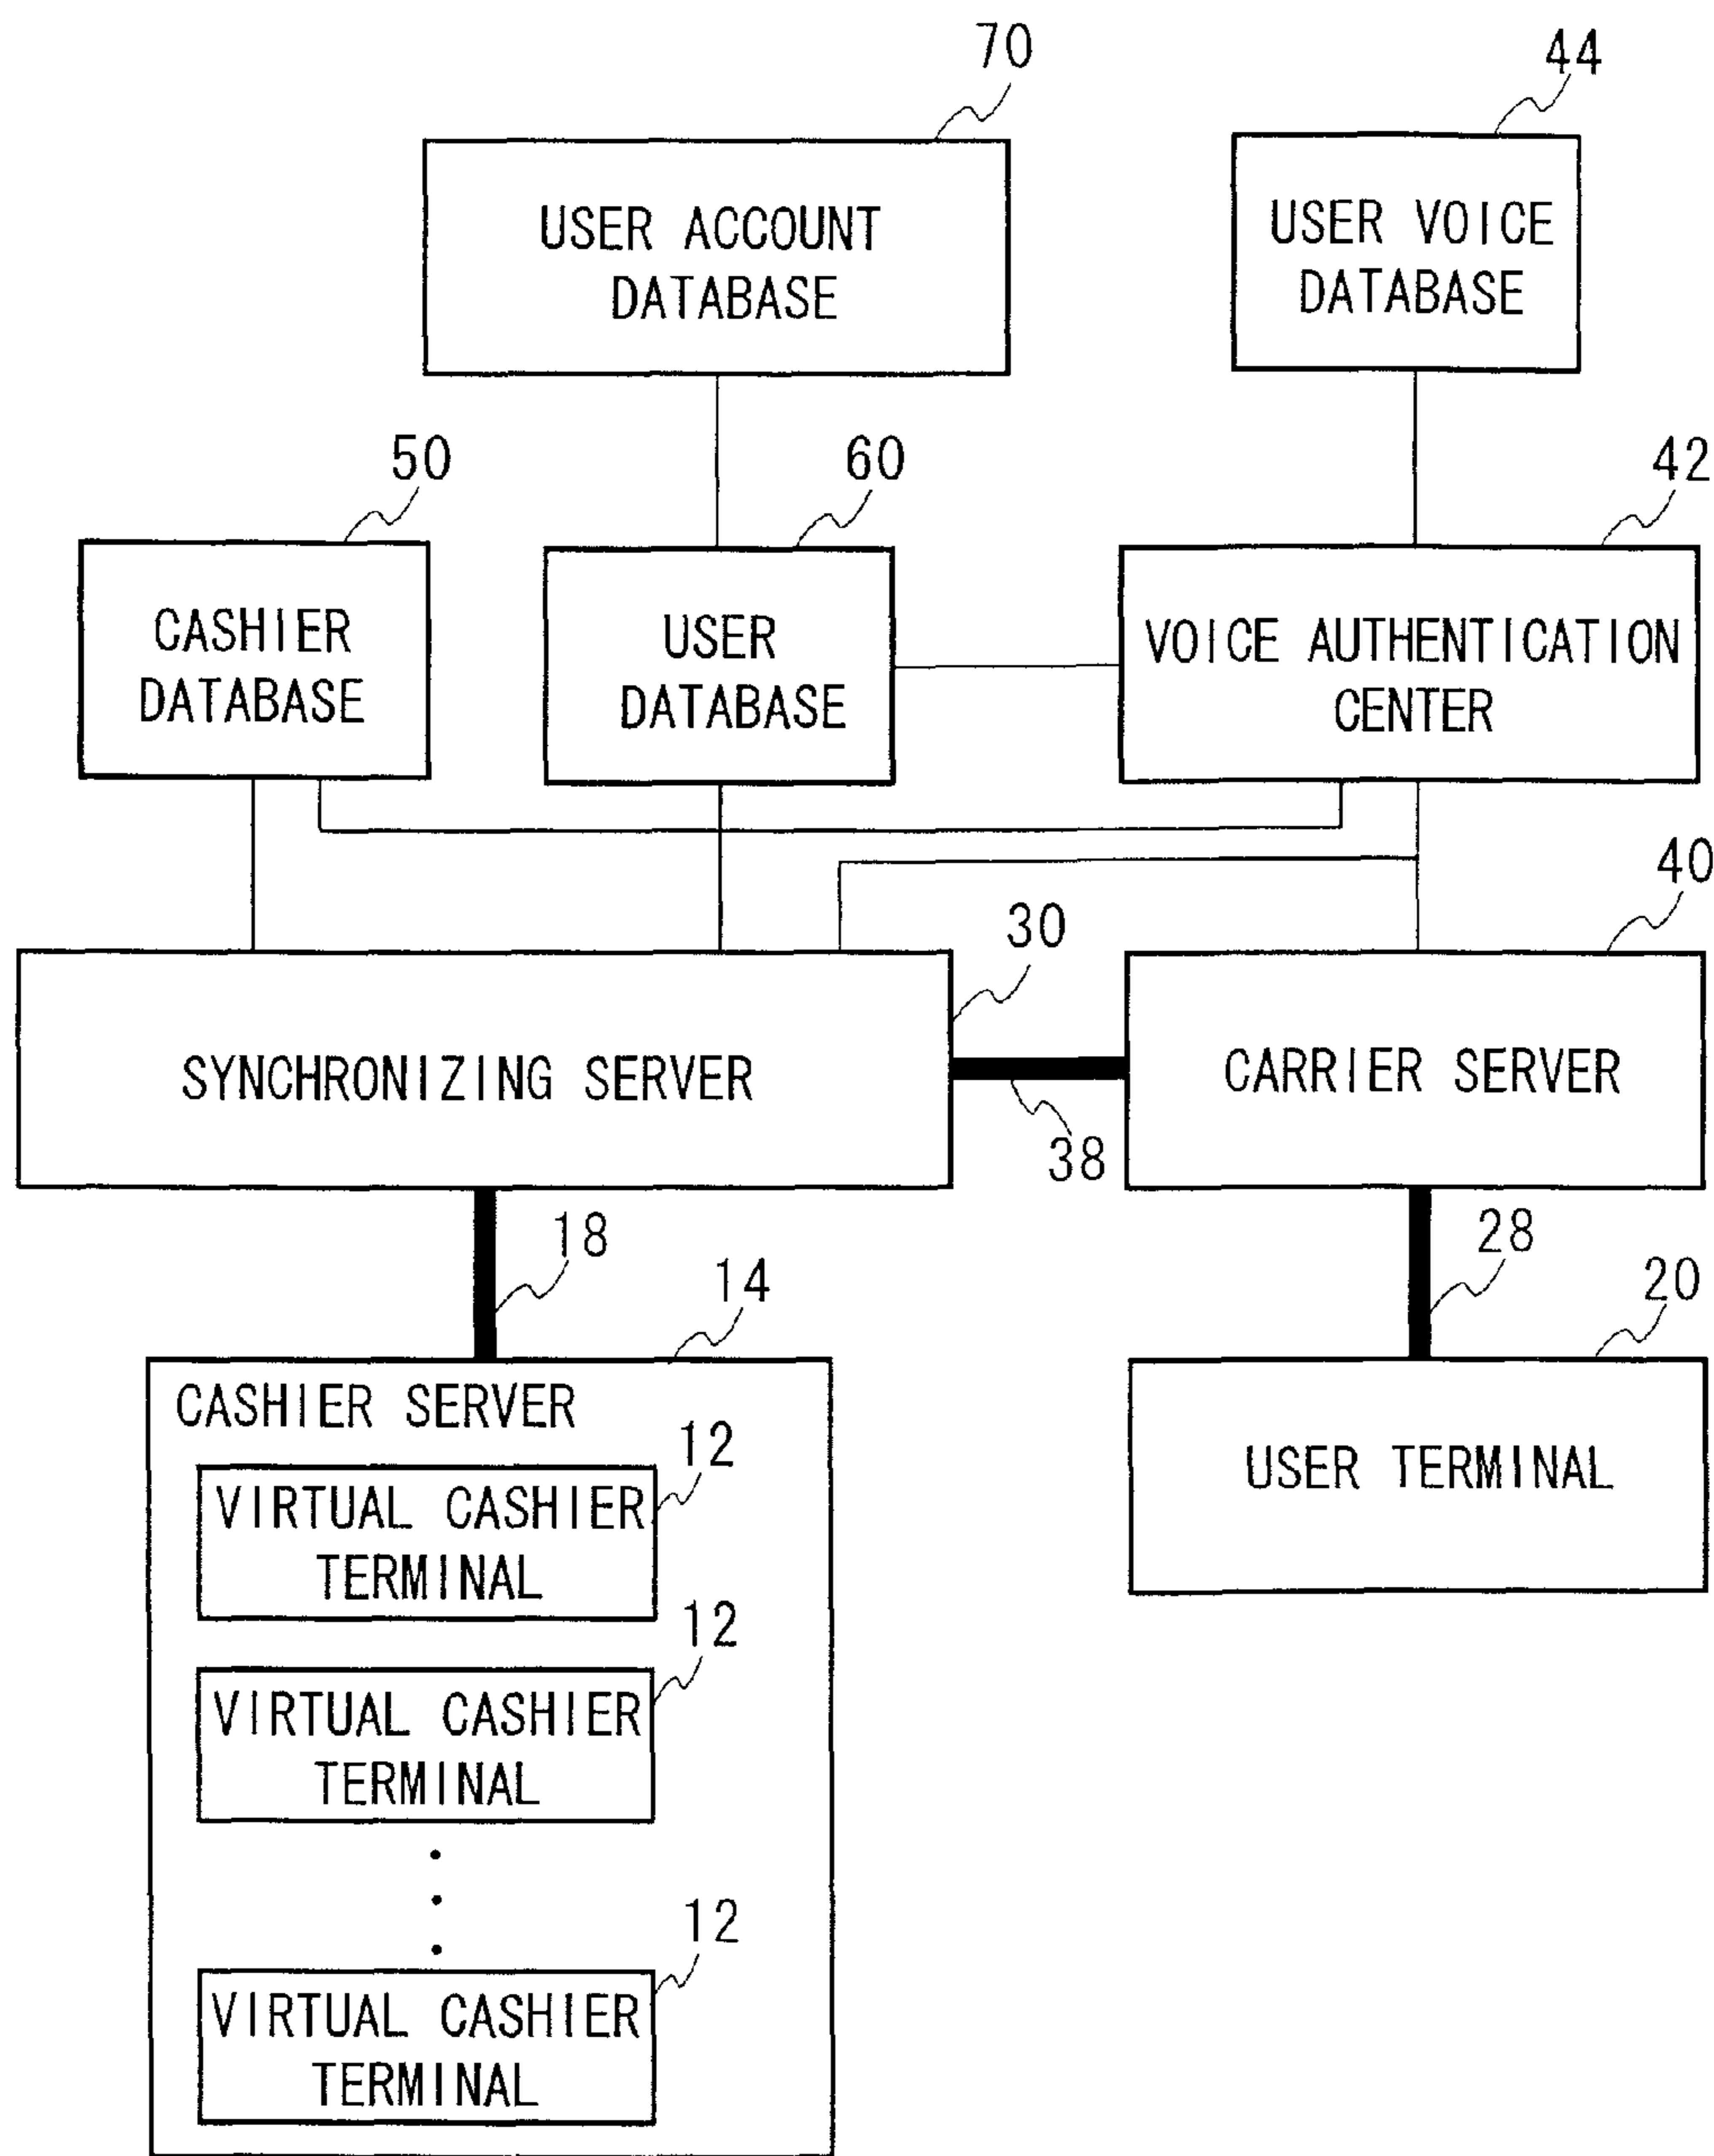 70
44
USER ACCOUNT
DATABASE
USER VOICE
DATABASE
50
60
42
CASHIER
DATABASE
USER
DATABASE
VOICE AUTHENTICATION
CENTER
40
30
SYNCHRONIZING SERVER
CARRIER SERVER
38
18
28
14
20
CASHIER SERVER
12
VIRTUAL CASHIER
TERMINAL
USER TERMINAL
12
VIRTUAL CASHIER
TERMINAL
12
VIRTUAL CASHIER
TERMINAL